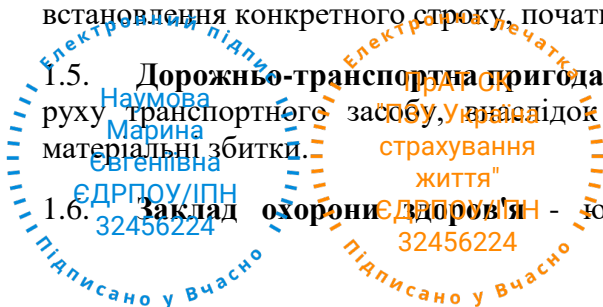 встановлення конкретного строку, почат
1.5. Дорожньо-транспортна пригода
руху транспортного засобу, внаслідок
матеріальні збитки.
1.6. Заклад охорони здоров'я - ю
Електронний підпис
Наумова
Марина
Євгеніївна
ЄДРПОУ/ІПН
32456224
Підписано у Вчасно
Електронна печатка
ПрАТ СК
"ПЗУ Україна
страхування
життя"
ЄДРПОУ/ІПН
32456224
Підписано у Вчасно